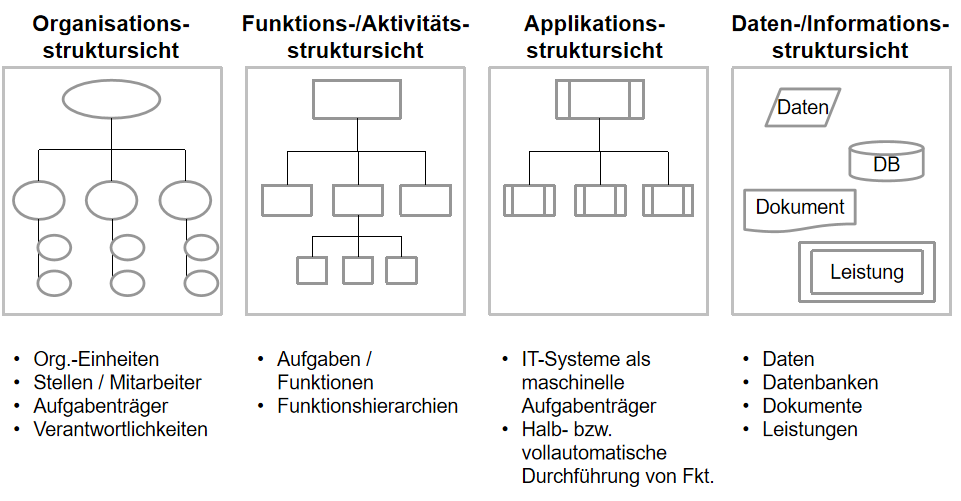 Organisations-
struktursicht
Funktions-/Aktivitäts-
struktursicht
Applikations-
struktursicht
Daten-/Informations-
struktursicht
Daten
DB
Dokument
Leistung
• Org.-Einheiten
• Stellen / Mitarbeiter
• Aufgabenträger
• Verantwortlichkeiten
• Aufgaben /
Funktionen
• Funktionshierarchien
• IT-Systeme als
maschinelle
Aufgabenträger
• Halb- bzw.
vollautomatische
Durchführung von Fkt.
• Daten
• Datenbanken
• Dokumente
• Leistungen